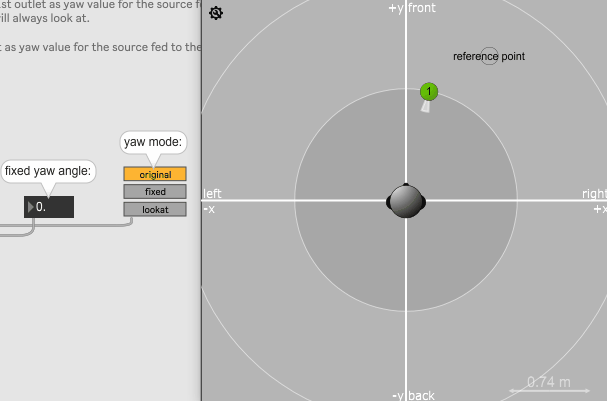 st outlet as yaw value for the source f
ill always look at.
t as yaw value for the source fed to the
yaw mode:
fixed yaw angle:
original
fixed
lookat
0.
+y front
reference point
1
left
-x
right
+x
0.74 m
-y back